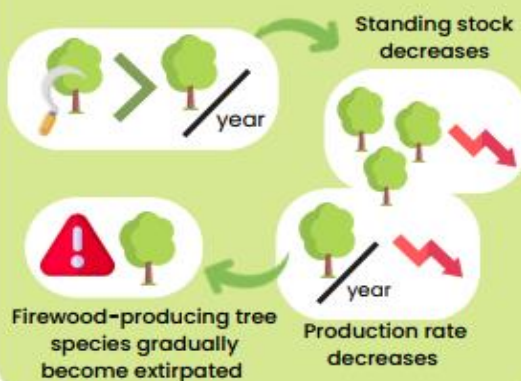 Standing stock
decreases
year
year
Production rate
decreases
Firewood-producing tree
species gradually
become extirpated